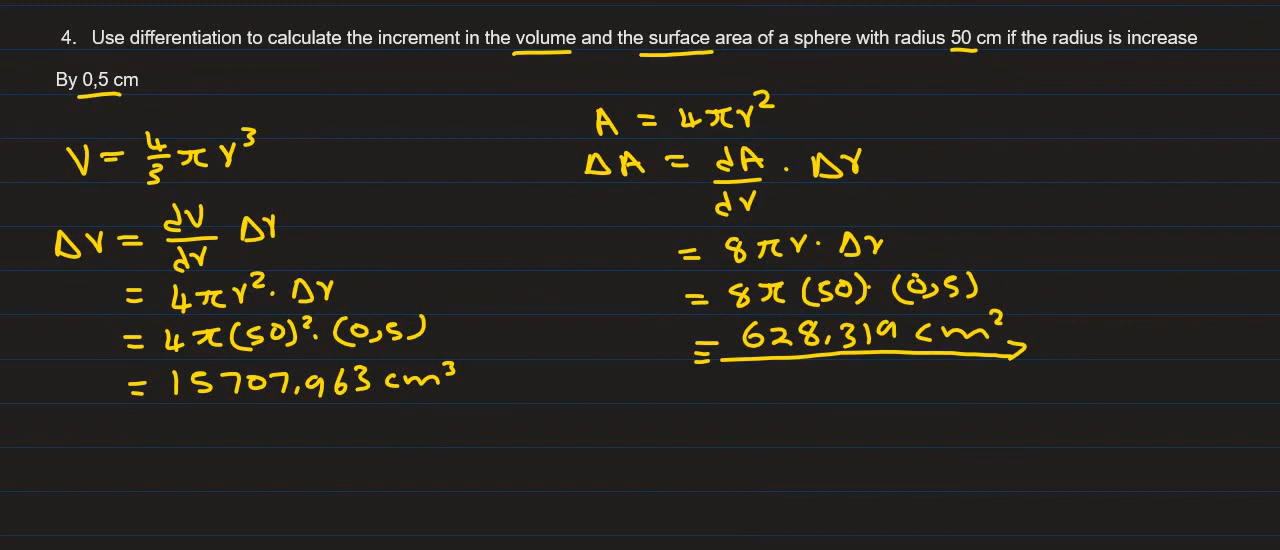 4. Use differentiation to calculate the increment in the volume and the surface area of a sphere with radius 50 cm if the radius is increase
By 0,5 cm
V = 4/3 π r³
ΔV = dV/dr Δr
= 4πr² · Δr
= 4π(50)² · (0,5)
= 15707,963 cm³
A = 4πr²
ΔA = dA/dr · Δr
= 8πr · Δr
= 8π(50) · (0,5)
= 628,319 cm²